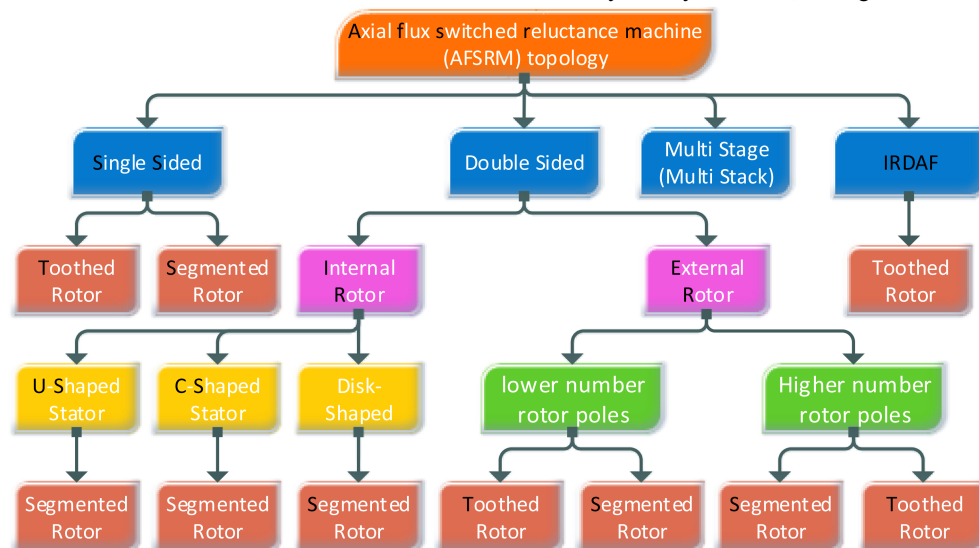 Axial flux switched reluctance machine
(AFSRM) topology
Single Sided
Double Sided
Multi Stage
(Multi Stack)
IRDAF
Toothed
Rotor
Segmented
Rotor
Internal
Rotor
External
Rotor
Toothed
Rotor
U-Shaped
Stator
C-Shaped
Stator
Disk-
Shaped
lower number
rotor poles
Higher number
rotor poles
Segmented
Rotor
Segmented
Rotor
Segmented
Rotor
Toothed
Rotor
Segmented
Rotor
Segmented
Rotor
Toothed
Rotor